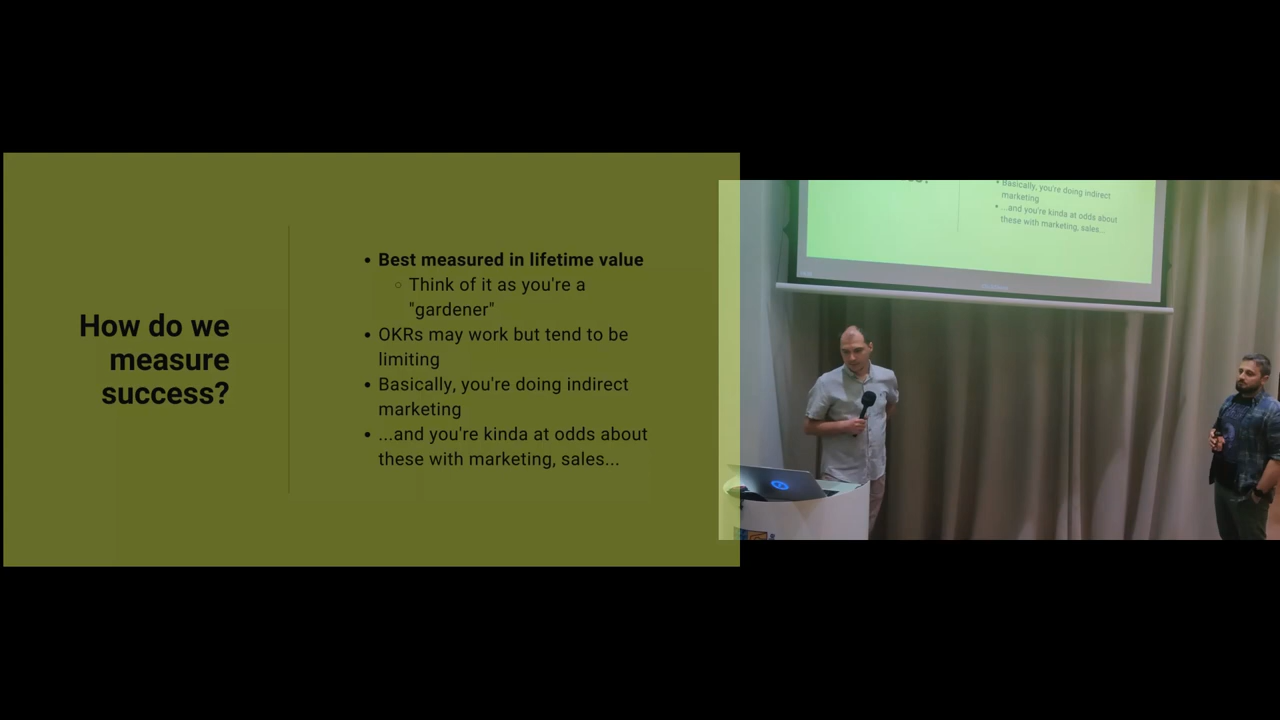 How do we
measure
success?
• Best measured in lifetime value
○ Think of it as you're a
"gardener"
• OKRs may work but tend to be
limiting
• Basically, you're doing indirect
marketing
• ...and you're kinda at odds about
these with marketing, sales...
• Basically, you're doing indirect
marketing
• ...and you're kinda at odds about
these with marketing, sales...